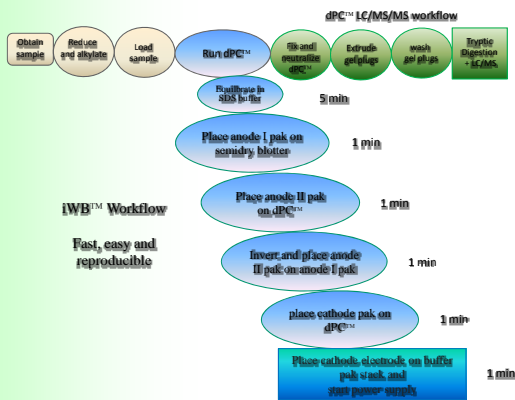 dPC™ LC/MS/MS workflow
Obtain
sample
Reduce
and alkylate
Load
sample
Run dPC™
Fix and
neutralize
dPC™
Extrude
gel plugs
wash
gel plugs
Tryptic
Digestion
+ LC/MS
Equilibrate in
SDS buffer
5 min
Place anode I pak on
semidry blotter
1 min
Place anode II pak
on dPC™
1 min
iWB™ Workflow
Fast, easy and
reproducible
Invert and place anode
II pak on anode I pak
1 min
place cathode pak on
dPC™
1 min
Place cathode electrode on buffer
pak stack and
start power supply
1 min